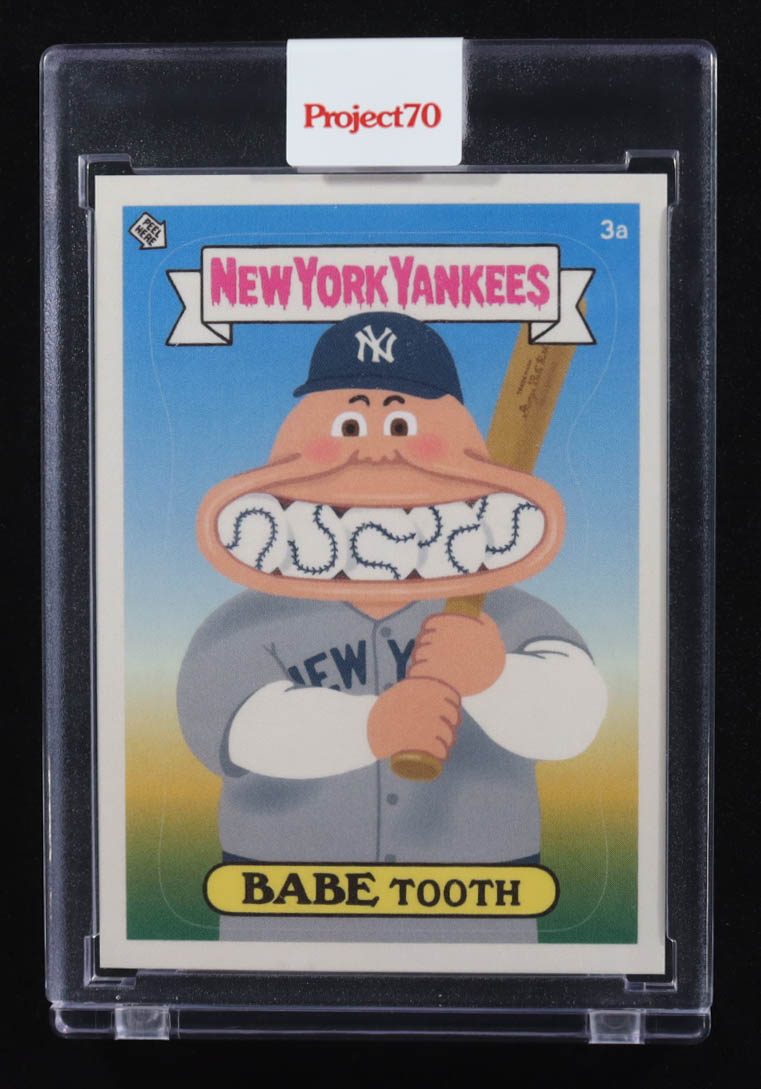 Project70
PEEL
HERE
3a
NEW YORK YANKEES
NY
NEW Y
BABE TOOTH